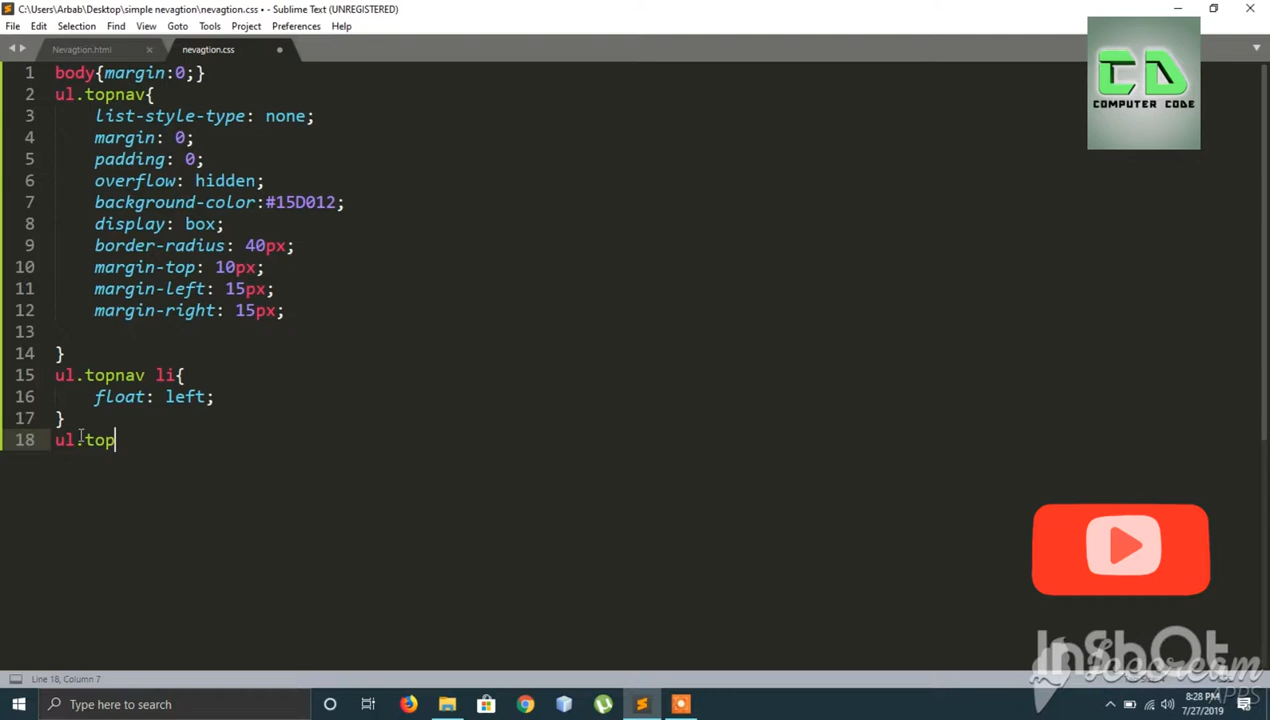 C:\Users\Arbab\Desktop\simple nevagtion\nevagtion.css • - Sublime Text (UNREGISTERED)
File Edit Selection Find View Goto Tools Project Preferences Help
Nevagtion.html nevagtion.css
1 body{margin:0;}
2 ul.topnav{
3 list-style-type: none;
4 margin: 0;
5 padding: 0;
6 overflow: hidden;
7 background-color:#15D012;
8 display: box;
9 border-radius: 40px;
10 margin-top: 10px;
11 margin-left: 15px;
12 margin-right: 15px;
13
14 }
15 ul.topnav li{
16 float: left;
17 }
18 ul.top
CD
COMPUTER CODE
InShOt
Icecream
APPS
Line 18, Column 7
Type here to search
8:28 PM
7/27/2019